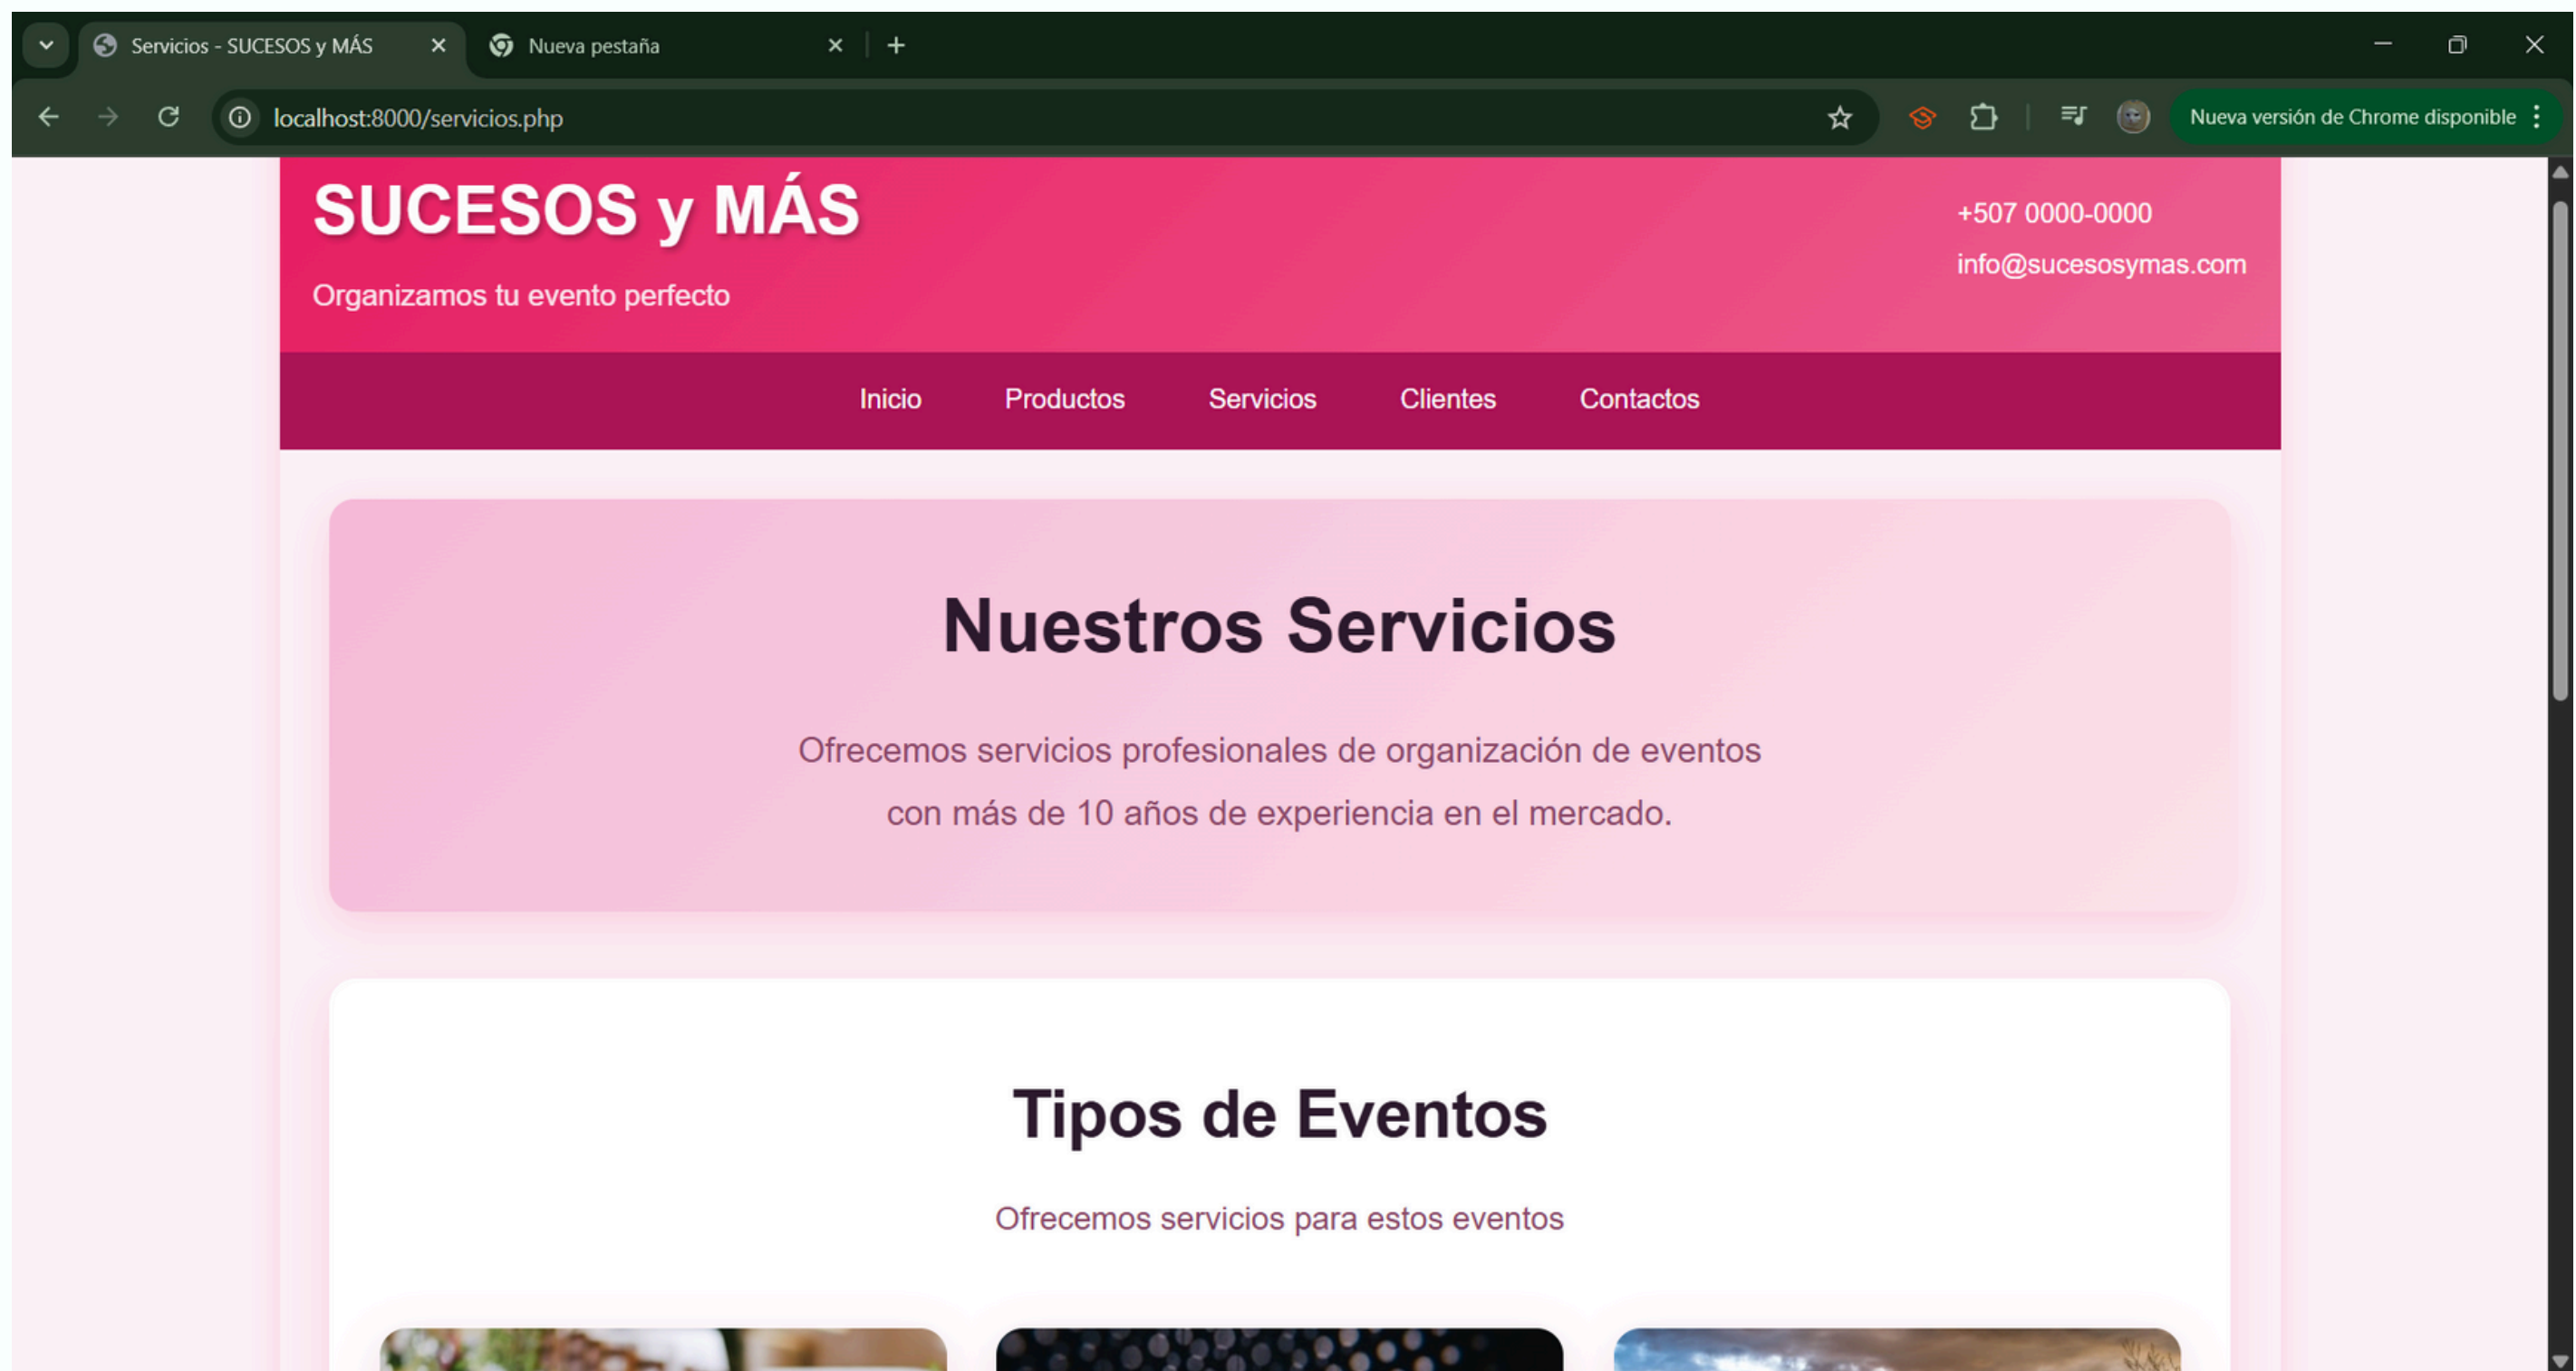 Servicios - SUCESOS y MÁS
Nueva pestaña
localhost:8000/servicios.php
Nueva versión de Chrome disponible
SUCESOS y MÁS
Organizamos tu evento perfecto
+507 0000-0000
info@sucesosymas.com
Inicio Productos Servicios Clientes Contactos
Nuestros Servicios
Ofrecemos servicios profesionales de organización de eventos
con más de 10 años de experiencia en el mercado.
Tipos de Eventos
Ofrecemos servicios para estos eventos